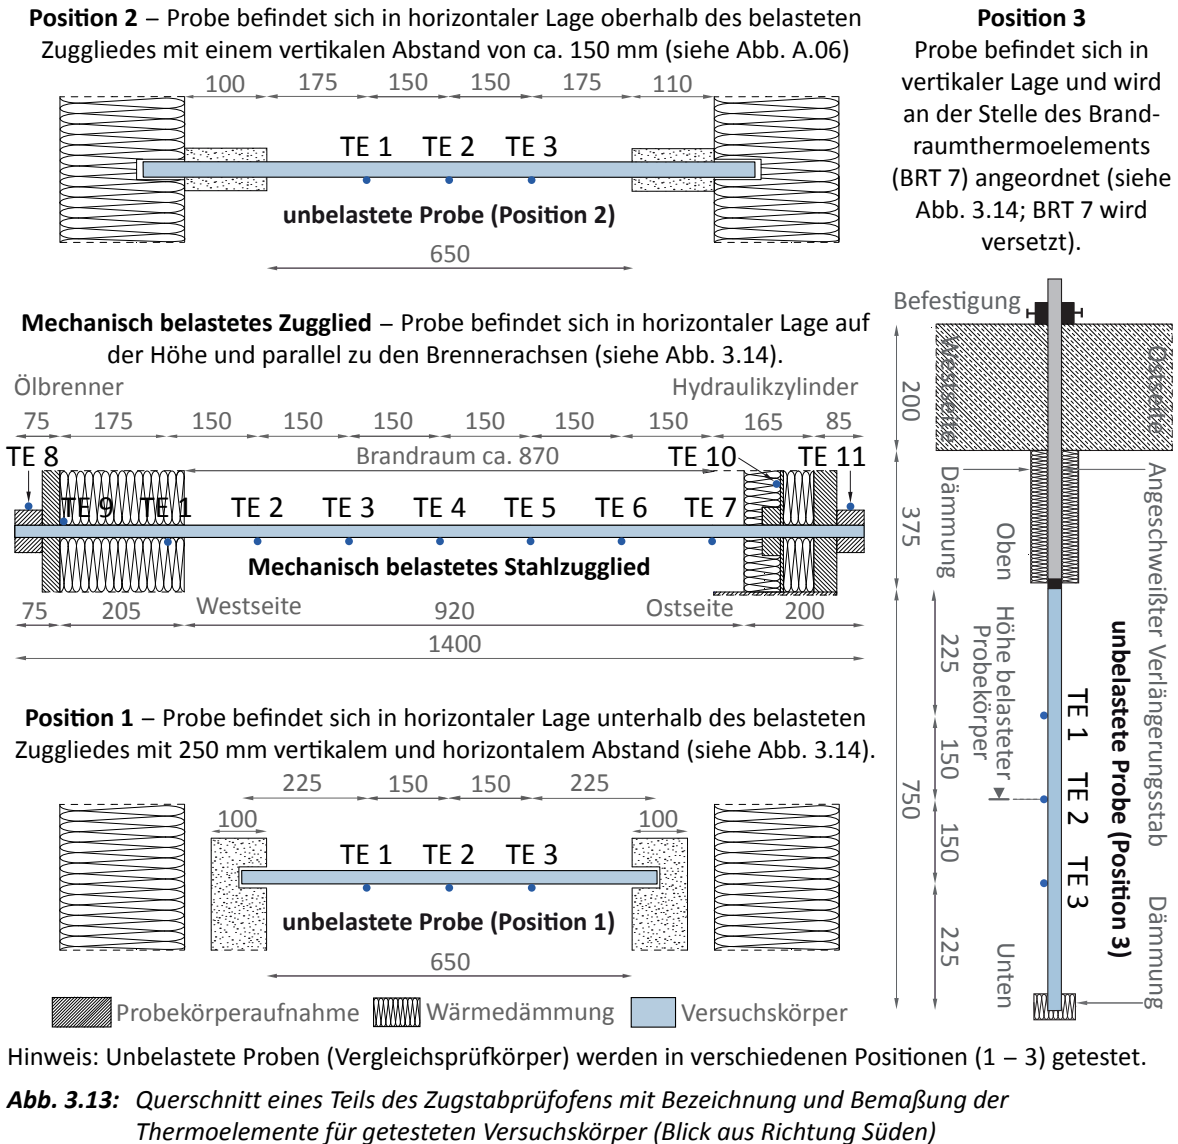 Position 2 – Probe befindet sich in horizontaler Lage oberhalb des belasteten
Zuggliedes mit einem vertikalen Abstand von ca. 150 mm (siehe Abb. A.06)
100 175 150 150 175 110
TE 1 TE 2 TE 3
unbelastete Probe (Position 2)
650
Mechanisch belastetes Zugglied – Probe befindet sich in horizontaler Lage auf
der Höhe und parallel zu den Brennerachsen (siehe Abb. 3.14).
Ölbrenner Hydraulikzylinder
75 175 150 150 150 150 150 150 165 85
TE 8 Brandraum ca. 870 TE 10 TE 11
TE 9 TE 1 TE 2 TE 3 TE 4 TE 5 TE 6 TE 7
Mechanisch belastetes Stahlzugglied
75 205 Westseite 920 Ostseite 200
1400
Position 1 – Probe befindet sich in horizontaler Lage unterhalb des belasteten
Zuggliedes mit 250 mm vertikalem und horizontalem Abstand (siehe Abb. 3.14).
225 150 150 225
100 100
TE 1 TE 2 TE 3
unbelastete Probe (Position 1)
650
Probekörperaufnahme Wärmedämmung Versuchskörper
Position 3
Probe befindet sich in
vertikaler Lage und wird
an der Stelle des Brand-
raumthermoelements
(BRT 7) angeordnet (siehe
Abb. 3.14; BRT 7 wird
versetzt).
Befestigung
Westseite
Ostseite
200
375
750
Dämmung
Oben
225
150
150
225
Höhe belasteter
Probekörper
Unten
TE 1 TE 2 TE 3
unbelastete Probe (Position 3)
Angeschweißter Verlängerungsstab
Dämmung
Hinweis: Unbelastete Proben (Vergleichsprüfkörper) werden in verschiedenen Positionen (1 – 3) getestet.
Abb. 3.13: Querschnitt eines Teils des Zugstabprüfofens mit Bezeichnung und Bemaßung der
Thermoelemente für getesteten Versuchskörper (Blick aus Richtung Süden)